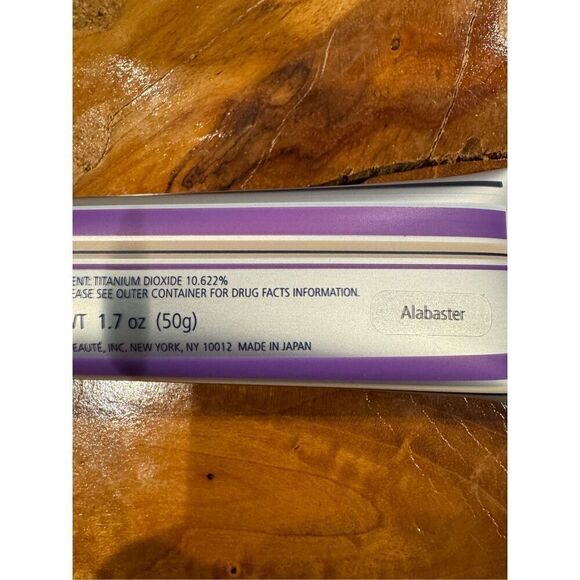 ENT: TITANIUM DIOXIDE 10.622%
EASE SEE OUTER CONTAINER FOR DRUG FACTS INFORMATION.
WT 1.7 oz (50g)
EAUTÉ, INC. NEW YORK, NY 10012 MADE IN JAPAN
Alabaster